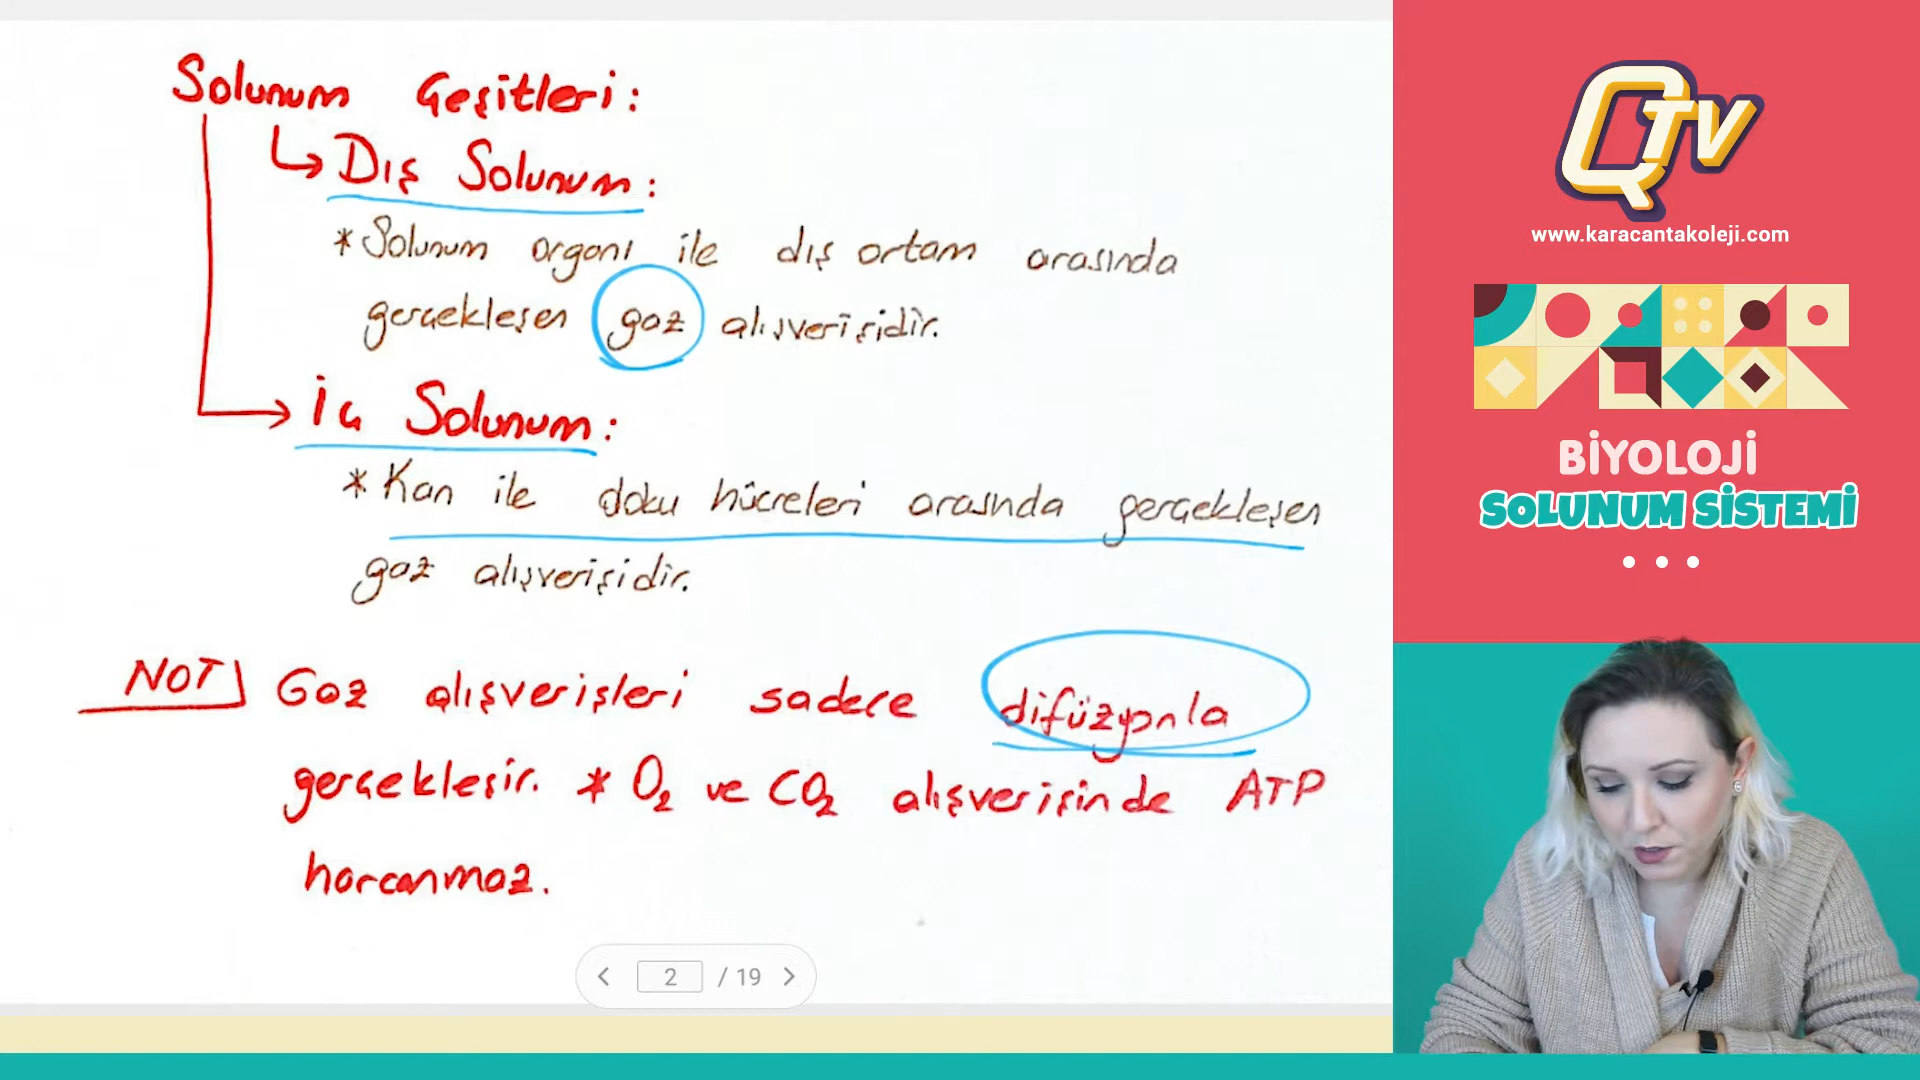 Solunum Çeşitleri:
Dış Solunum:
*Solunum organı ile dış ortam arasında
gerçekleşen gaz alışverişidir.
İç Solunum:
*Kan ile doku hücreleri arasında gerçekleşen
gaz alışverişidir.
NOT Gaz alışverişleri sadece difüzyonla
gerçekleşir. * O₂ ve CO₂ alışverişinde ATP
harcanmaz.
2 / 19
QTV
www.karacantakoleji.com
BİYOLOJİ
SOLUNUM SİSTEMİ